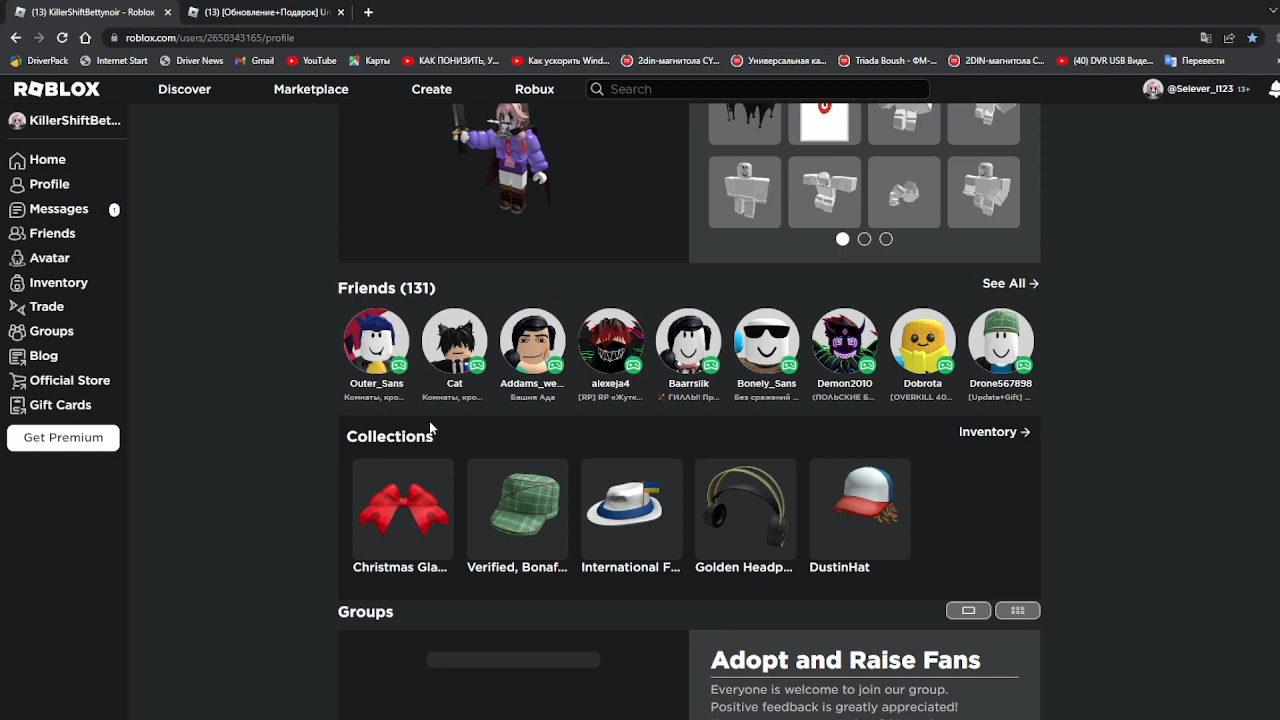 (13) KillerShiftBettynoir - Roblox
(13) [Обновление+Подарок] Un
roblox.com/users/2650343165/profile
DriverPack
Internet Start
Driver News
Gmail
YouTube
Карты
КАК ПОНИЗИТЬ, У...
Как ускорить Wind...
2din-магнитола CY...
Универсальная ка...
Triada Boush - ФМ-...
2DIN-магнитола С...
(40) DVR USB Виде...
Перевести
ROBLOX
Discover
Marketplace
Create
Robux
Search
@Selever_l123 13+
KillerShiftBet...
Home
Profile
Messages 1
Friends
Avatar
Inventory
Trade
Groups
Blog
Official Store
Gift Cards
Get Premium
Friends (131)
See All →
Outer_Sans
Cat
Addams_we...
alexeja4
Baarrsiik
Bonely_Sans
Demon2010
Dobrota
Drone567898
Комнаты, кро...
Комнаты, кро...
Башня Ада
[RP] RP «Жутк...
ГИЛЛЫ! Пр...
Без сражений ...
(ПОЛЬСКИЕ Б...
[OVERKILL 40...
[Update+Gift] ...
Collections
Inventory →
Christmas Gla...
Verified, Bonaf...
International F...
Golden Headp...
DustinHat
Groups
Adopt and Raise Fans
Everyone is welcome to join our group.
Positive feedback is greatly appreciated!